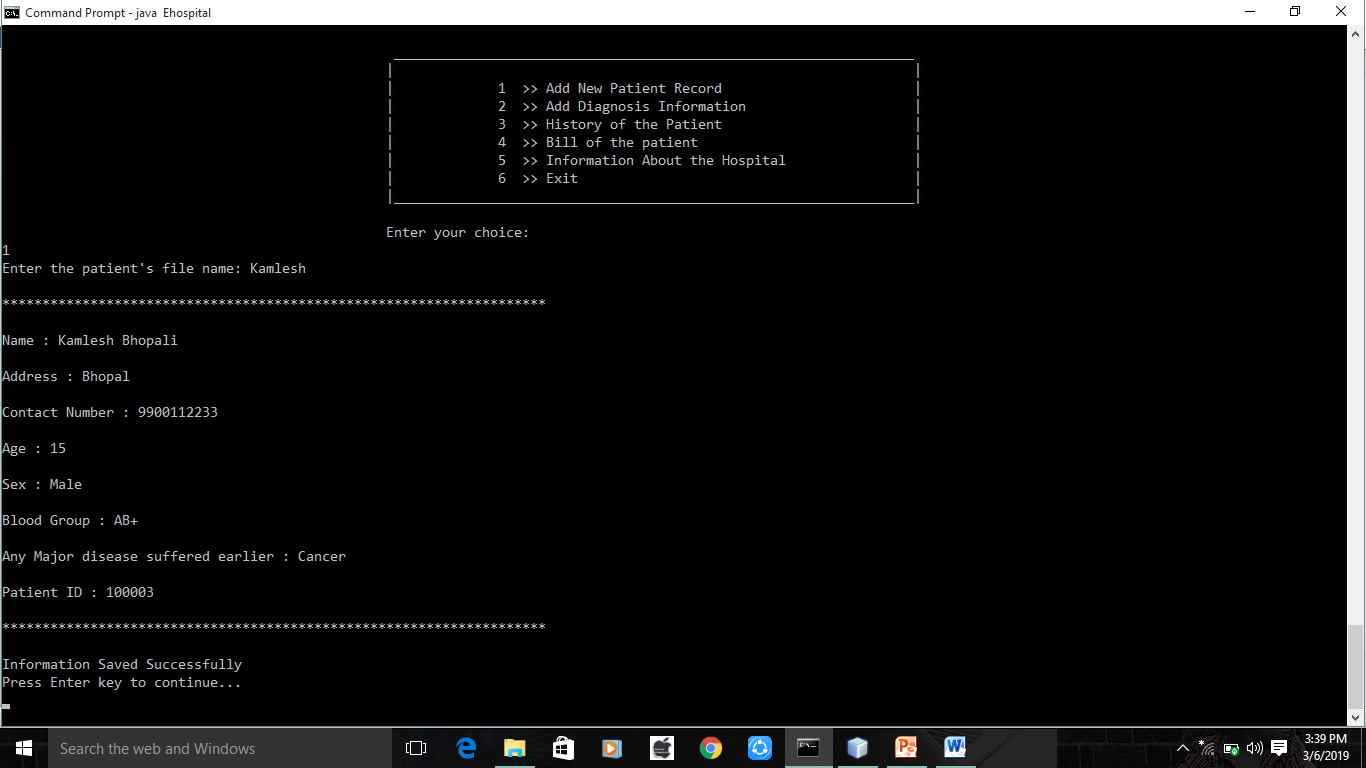 Command Prompt - java Ehospital
1 >> Add New Patient Record
2 >> Add Diagnosis Information
3 >> History of the Patient
4 >> Bill of the patient
5 >> Information About the Hospital
6 >> Exit
Enter your choice:
1
Enter the patient's file name: Kamlesh
********************************************************************
Name : Kamlesh Bhopali
Address : Bhopal
Contact Number : 9900112233
Age : 15
Sex : Male
Blood Group : AB+
Any Major disease suffered earlier : Cancer
Patient ID : 100003
********************************************************************
Information Saved Successfully
Press Enter key to continue...
Search the web and Windows
3:39 PM
3/6/2019